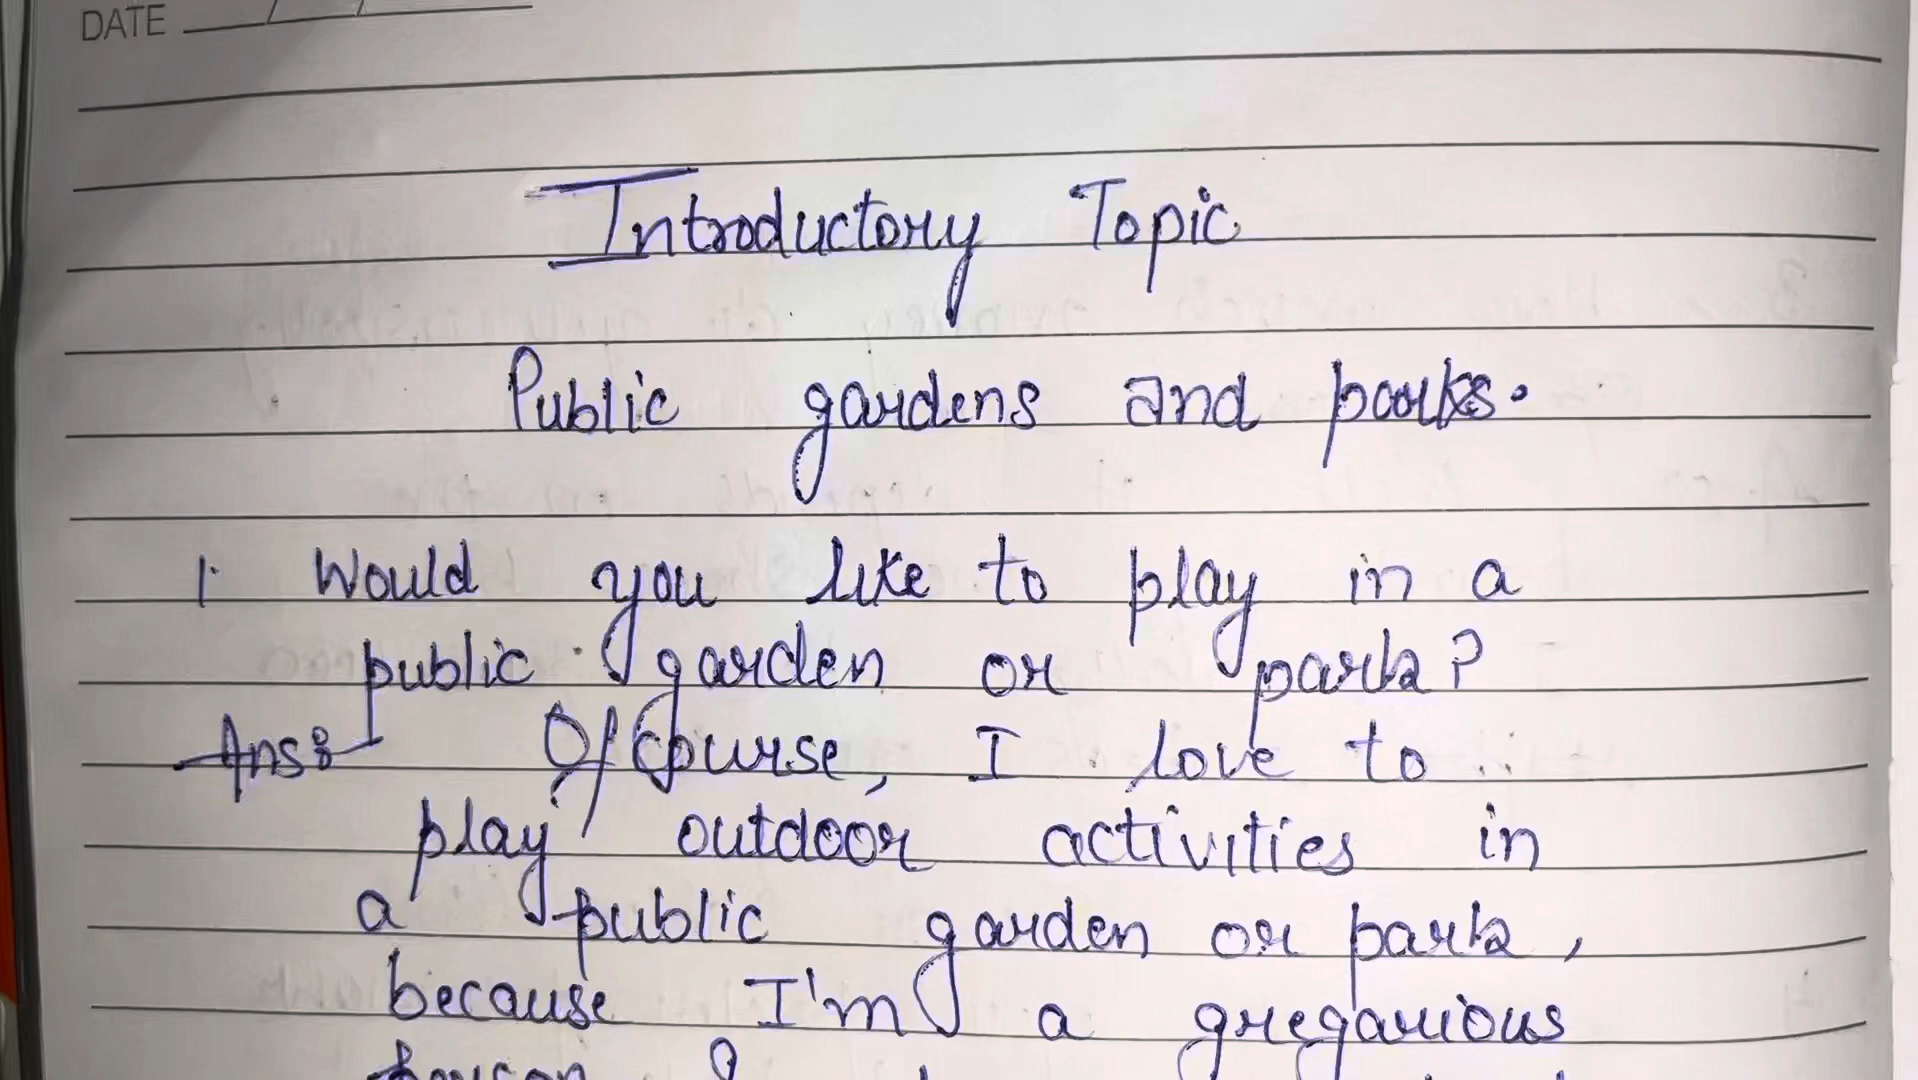 DATE
Introductory Topic
Public gardens and parks.
1. Would you like to play in a
public garden or park?
Ans: Of course, I love to
play outdoor activities in
a public garden or park,
because I'm a gregarious
person